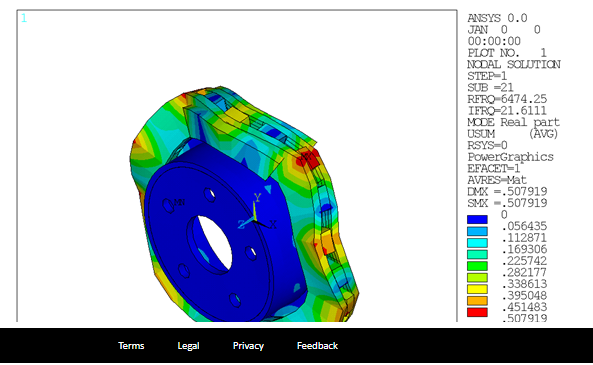 1
ANSYS 0.0
JAN 0 0
00:00:00
PLOT NO. 1
NODAL SOLUTION
STEP=1
SUB =21
RFRQ=6474.25
IFRQ=21.6111
MODE Real part
USUM (AVG)
RSYS=0
PowerGraphics
EFACET=1
AVRES=Mat
DMX =.507919
SMX =.507919
0
.056435
.112871
.169306
.225742
.282177
.338613
.395048
.451483
.507919
Y
Z X
Terms Legal Privacy Feedback